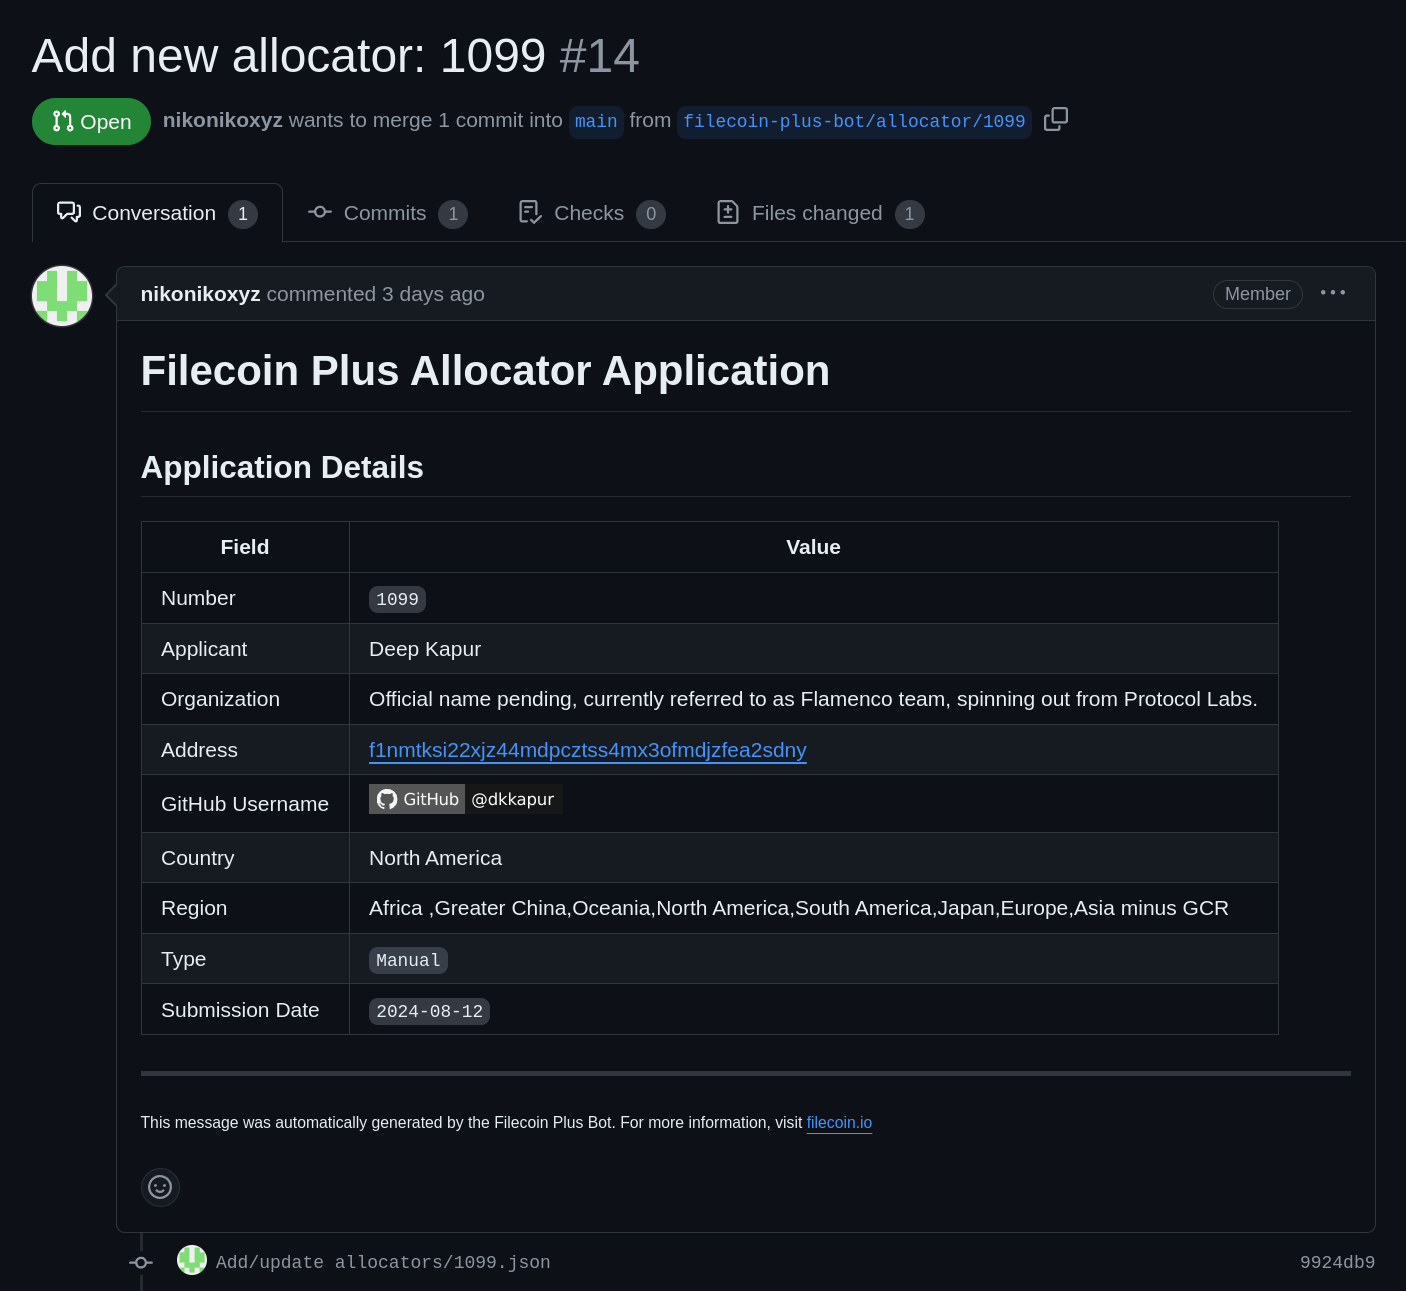 Add new allocator: 1099 #14
Open nikonikoxyz wants to merge 1 commit into main from filecoin-plus-bot/allocator/1099
Conversation 1 Commits 1 Checks 0 Files changed 1
nikonikoxyz commented 3 days ago Member
Filecoin Plus Allocator Application
Application Details
Field Value
Number 1099
Applicant Deep Kapur
Organization Official name pending, currently referred to as Flamenco team, spinning out from Protocol Labs.
Address f1nmtksi22xjz44mdpcztss4mx3ofmdjzfea2sdny
GitHub Username GitHub @dkkapur
Country North America
Region Africa ,Greater China,Oceania,North America,South America,Japan,Europe,Asia minus GCR
Type Manual
Submission Date 2024-08-12
This message was automatically generated by the Filecoin Plus Bot. For more information, visit filecoin.io
Add/update allocators/1099.json 9924db9